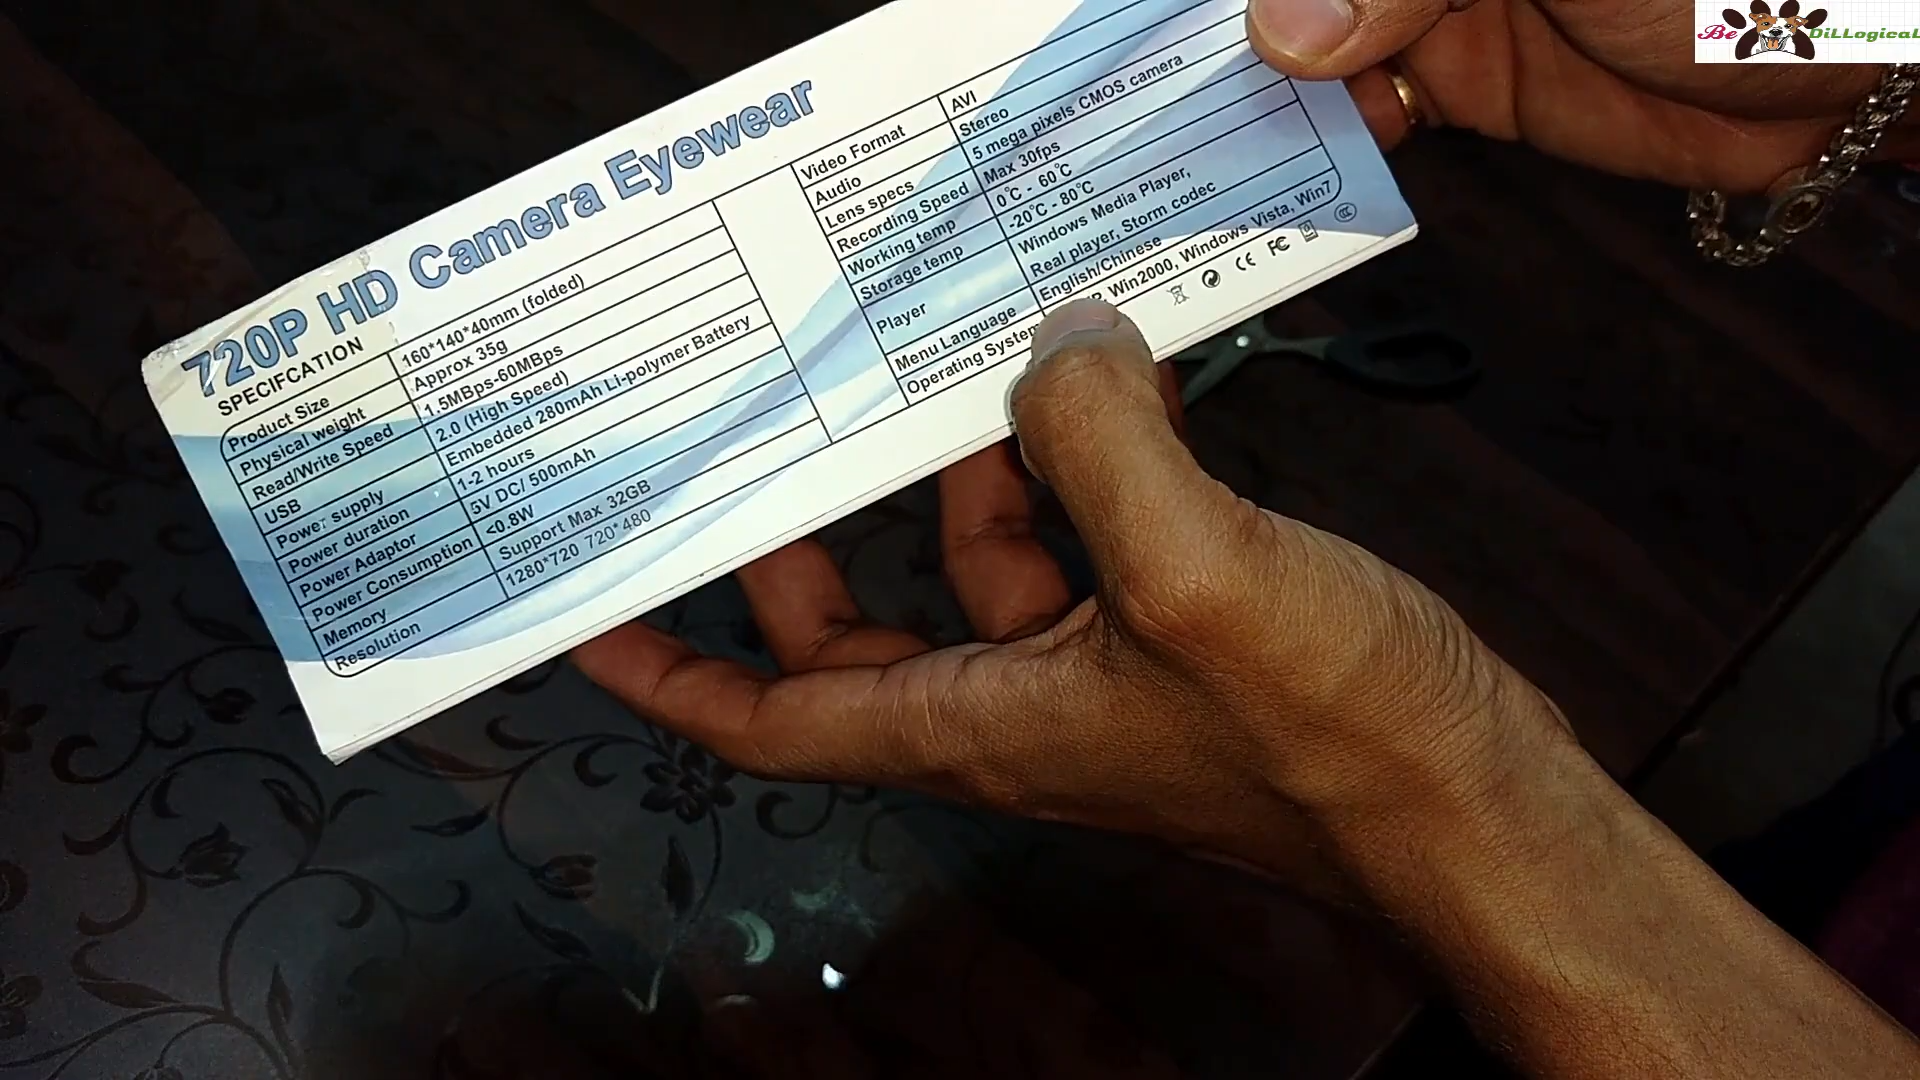 Be DiLLogical
720P HD Camera Eyewear
SPECIFCATION
Product Size 160*140*40mm (folded)
Physical weight Approx 35g
Read/Write Speed 1.5MBps-60MBps
USB 2.0 (High Speed)
Power supply Embedded 280mAh Li-polymer Battery
Power duration 1-2 hours
Power Adaptor 5V DC/ 500mAh
Power Consumption <0.8W
Memory Support Max 32GB
Resolution 1280*720 720*480
Video Format AVI
Audio Stereo
Lens specs 5 mega pixels CMOS camera
Recording Speed Max 30fps
Working temp 0°C - 60°C
Storage temp -20°C - 80°C
Player Windows Media Player,
Real player, Storm codec
Menu Language English/Chinese
Operating System Win2000, Windows Vista, Win7
CE FC CCC